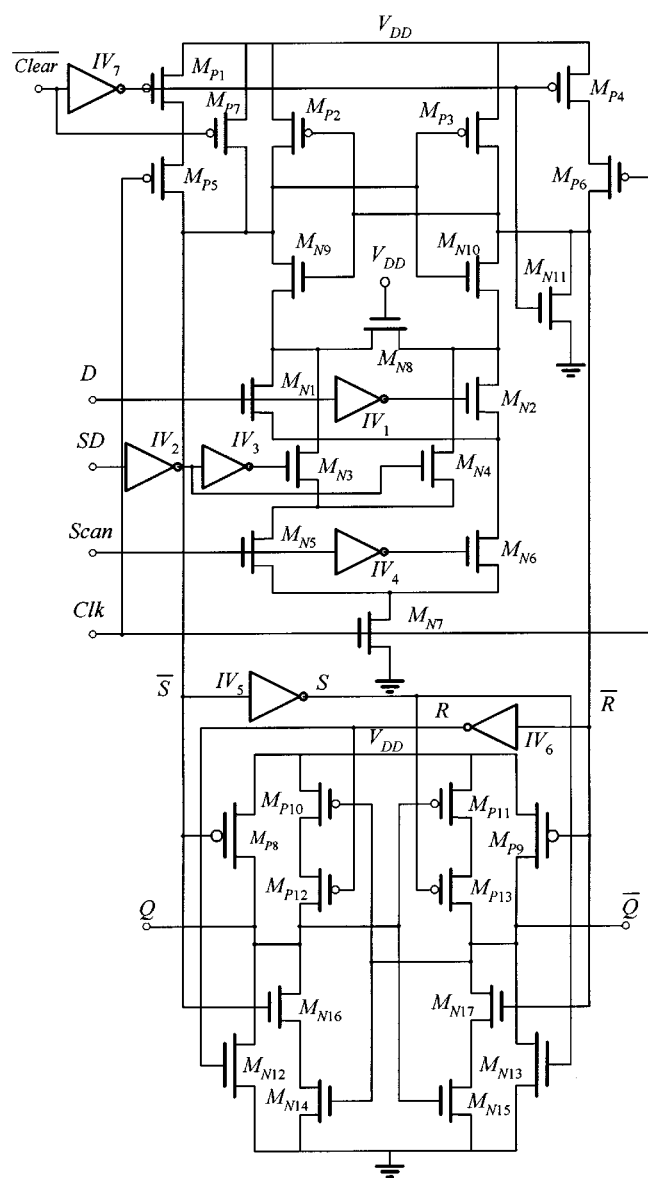 V_DD
Clear
IV_7
M_P1
M_P4
M_P7
M_P2
M_P3
M_P5
M_P6
M_N9
M_N10
V_DD
M_N11
M_N8
D
M_N1
IV_1
M_N2
SD
IV_2
IV_3
M_N3
M_N4
Scan
M_N5
IV_4
M_N6
Clk
M_N7
S
IV_5
S
R
R
V_DD
IV_6
M_P10
M_P11
M_P8
M_P9
M_P12
M_P13
Q
Q
M_N16
M_N17
M_N12
M_N13
M_N14
M_N15